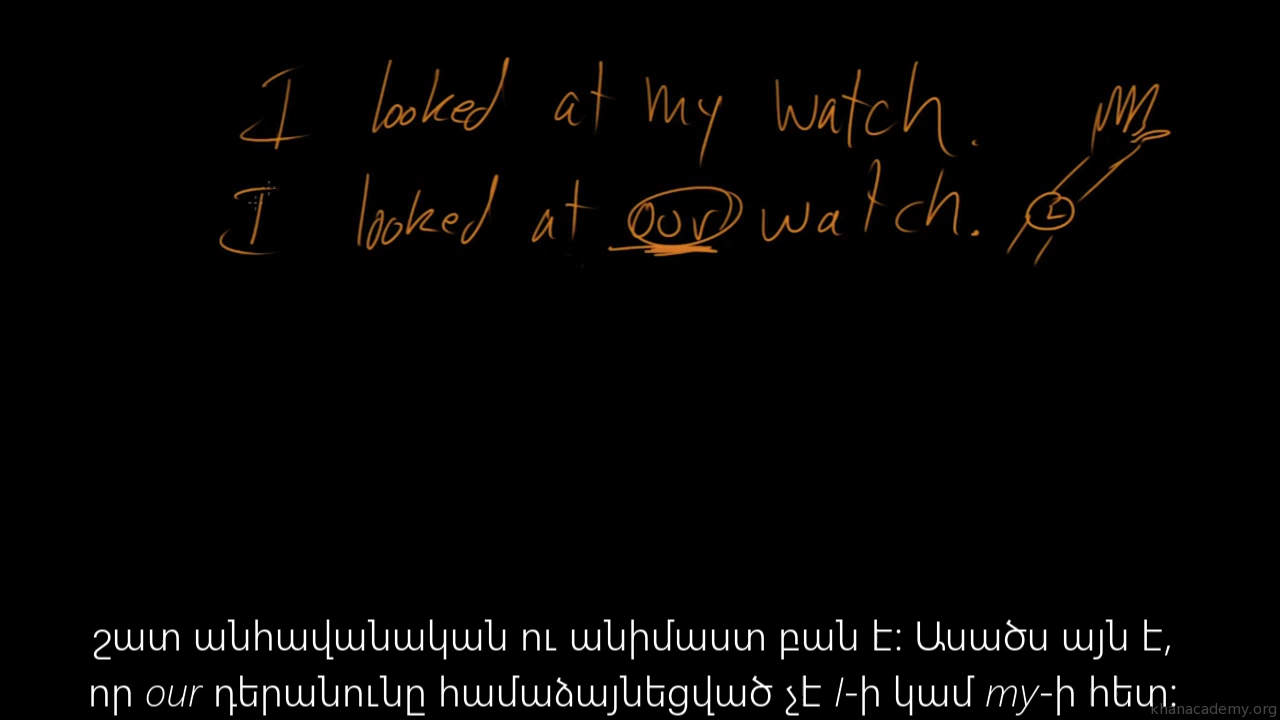 I looked at my watch.
I looked at our watch.
շատ անհավանական ու անիմաստ բան է: Ասածս այն է,
որ our դերանունը համաձայնեցված չէ I-ի կամ my-ի հետ:
khanacademy.org